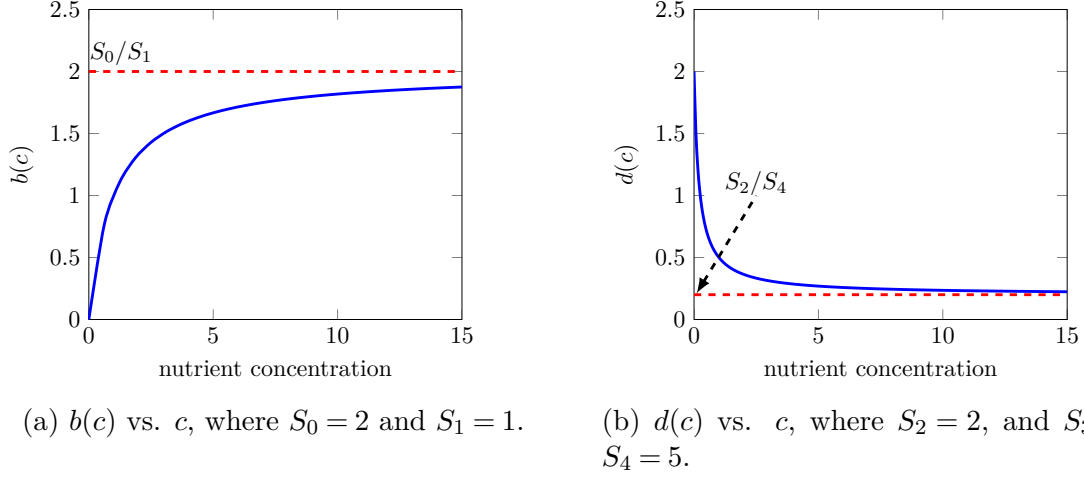 2.5
2
1.5
1
0.5
0
0
5
10
15
b(c)
S₀/S₁
nutrient concentration
(a) b(c) vs. c, where S₀ = 2 and S₁ = 1.
2.5
2
1.5
1
0.5
0
0
5
10
15
d(c)
S₂/S₄
nutrient concentration
(b) d(c) vs. c, where S₂ = 2, and
S₄ = 5.